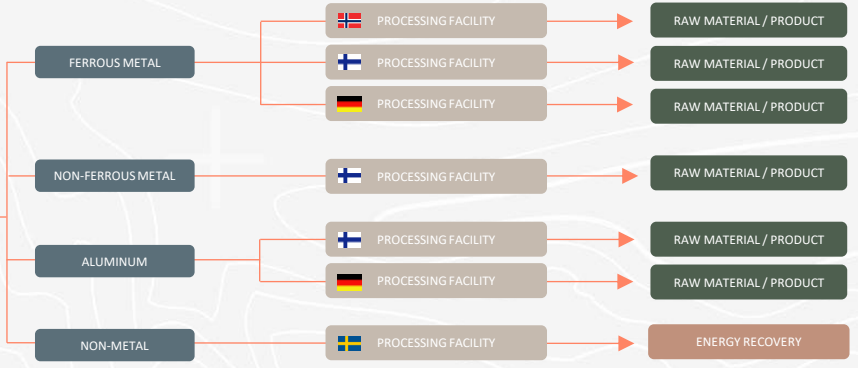 PROCESSING FACILITY RAW MATERIAL / PRODUCT
FERROUS METAL PROCESSING FACILITY RAW MATERIAL / PRODUCT
PROCESSING FACILITY RAW MATERIAL / PRODUCT
NON-FERROUS METAL PROCESSING FACILITY RAW MATERIAL / PRODUCT
PROCESSING FACILITY RAW MATERIAL / PRODUCT
ALUMINUM
PROCESSING FACILITY RAW MATERIAL / PRODUCT
NON-METAL PROCESSING FACILITY ENERGY RECOVERY